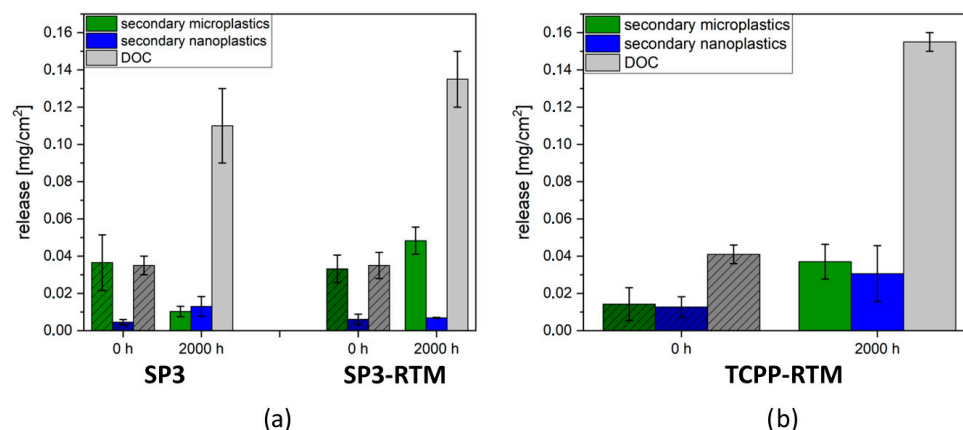 secondary microplastics
secondary nanoplastics
DOC
release [mg/cm²]
0.16
0.14
0.12
0.10
0.08
0.06
0.04
0.02
0.00
0 h 2000 h 0 h 2000 h
SP3 SP3-RTM
(a)
secondary microplastics
secondary nanoplastics
DOC
release [mg/cm²]
0.16
0.14
0.12
0.10
0.08
0.06
0.04
0.02
0.00
0 h 2000 h
TCPP-RTM
(b)